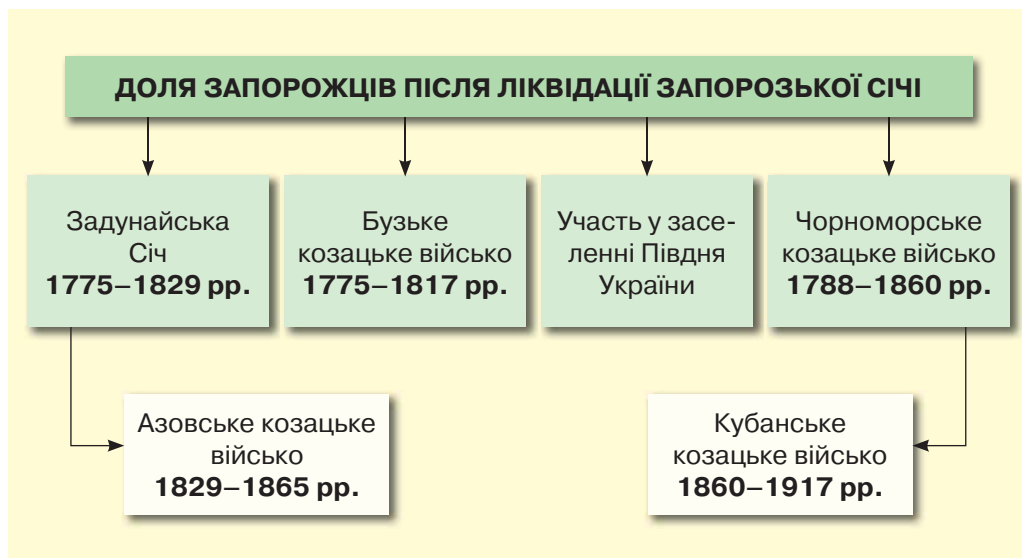 ДОЛЯ ЗАПОРОЖЦІВ ПІСЛЯ ЛІКВІДАЦІЇ ЗАПОРОЗЬКОЇ СІЧІ
Задунайська
Січ
1775–1829 рр.
Бузьке
козацьке військо
1775–1817 рр.
Участь у засе-
ленні Півдня
України
Чорноморське
козацьке військо
1788–1860 рр.
Азовське козацьке
військо
1829–1865 рр.
Кубанське
козацьке військо
1860–1917 рр.